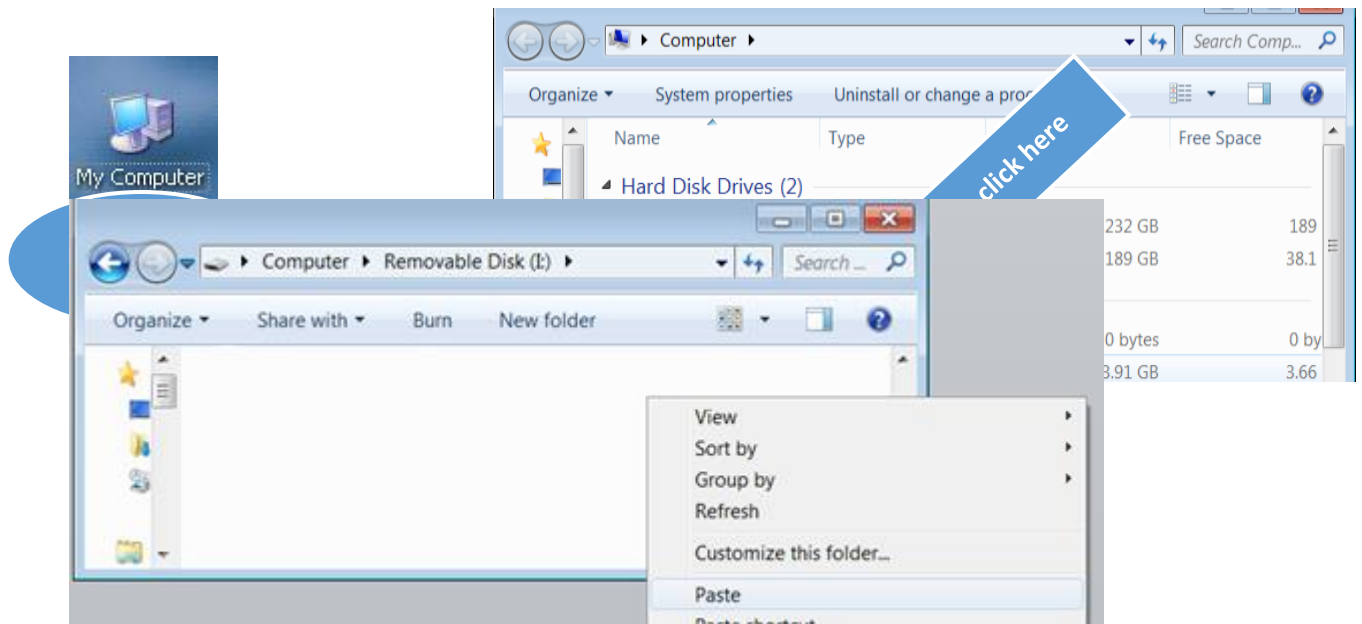 Computer
Search Comp...
Organize
System properties
Uninstall or change a
Name
Type
Free Space
click here
Hard Disk Drives (2)
My Computer
232 GB
189
189 GB
38.1
0 bytes
0 by
3.91 GB
3.66
Computer
Removable Disk (I:)
Search ...
Organize
Share with
Burn
New folder
View
Sort by
Group by
Refresh
Customize this folder...
Paste
Paste shortcut